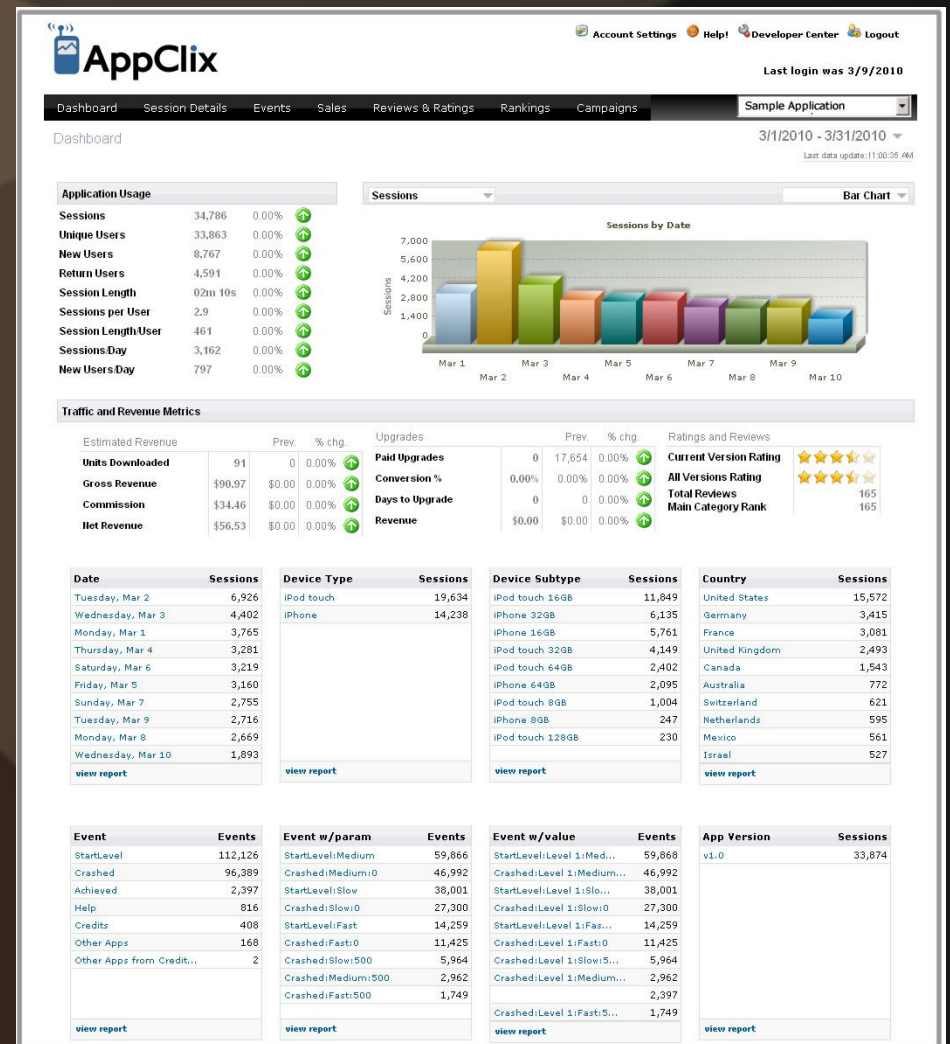 AppClix
Account Settings Help! Developer Center Logout
Last login was 3/9/2010
Dashboard Session Details Events Sales Reviews & Ratings Rankings Campaigns Sample Application
Dashboard
3/1/2010 - 3/31/2010
Last data update: 11:00:35 AM
Application Usage
Sessions 34,786 0.00%
Unique Users 33,863 0.00%
New Users 8,767 0.00%
Return Users 4,591 0.00%
Session Length 02m 10s 0.00%
Sessions per User 2.9 0.00%
Session Length/User 461 0.00%
Sessions/Day 3,162 0.00%
New Users/Day 797 0.00%
Sessions Bar Chart
Sessions by Date
7,000
5,600
4,200
2,800
1,400
0
Sessions
Mar 1 Mar 3 Mar 5 Mar 7 Mar 9
Mar 2 Mar 4 Mar 6 Mar 8 Mar 10
Traffic and Revenue Metrics
Estimated Revenue Prev. % chg.
Units Downloaded 91 0 0.00%
Gross Revenue $90.97 $0.00 0.00%
Commission $34.46 $0.00 0.00%
Net Revenue $56.53 $0.00 0.00%
Upgrades Prev. % chg.
Paid Upgrades 0 17,654 0.00%
Conversion % 0.00% 0.00% 0.00%
Days to Upgrade 0 0 0.00%
Revenue $0.00 $0.00 0.00%
Ratings and Reviews
Current Version Rating
All Versions Rating
Total Reviews 165
Main Category Rank 165
Date Sessions
Tuesday, Mar 2 6,926
Wednesday, Mar 3 4,402
Monday, Mar 1 3,765
Thursday, Mar 4 3,281
Saturday, Mar 6 3,219
Friday, Mar 5 3,160
Sunday, Mar 7 2,755
Tuesday, Mar 9 2,716
Monday, Mar 8 2,669
Wednesday, Mar 10 1,893
view report
Device Type Sessions
iPod touch 19,634
iPhone 14,238
view report
Device Subtype Sessions
iPod touch 16GB 11,849
iPhone 32GB 6,135
iPhone 16GB 5,761
iPod touch 32GB 4,149
iPod touch 64GB 2,402
iPhone 64GB 2,095
iPod touch 8GB 1,004
iPhone 8GB 247
iPod touch 128GB 230
view report
Country Sessions
United States 15,572
Germany 3,415
France 3,081
United Kingdom 2,493
Canada 1,543
Australia 772
Switzerland 621
Netherlands 595
Mexico 561
Israel 527
view report
Event Events
StartLevel 112,126
Crashed 96,389
Achieved 2,397
Help 816
Credits 408
Other Apps 168
Other Apps from Credit... 2
view report
Event w/param Events
StartLevel:Medium 59,866
Crashed:Medium:0 46,992
StartLevel:Slow 38,001
Crashed:Slow:0 27,300
StartLevel:Fast 14,259
Crashed:Fast:0 11,425
Crashed:Slow:500 5,964
Crashed:Medium:500 2,962
Crashed:Fast:500 1,749
view report
Event w/value Events
StartLevel:Level 1:Med... 59,868
Crashed:Level 1:Medium... 46,992
StartLevel:Level 1:Slo... 38,001
Crashed:Level 1:Slow:0 27,300
StartLevel:Level 1:Fas... 14,259
Crashed:Level 1:Fast:0 11,425
Crashed:Level 1:Slow:5... 5,964
Crashed:Level 1:Medium... 2,962
2,397
Crashed:Level 1:Fast:5... 1,749
view report
App Version Sessions
v1.0 33,874
view report